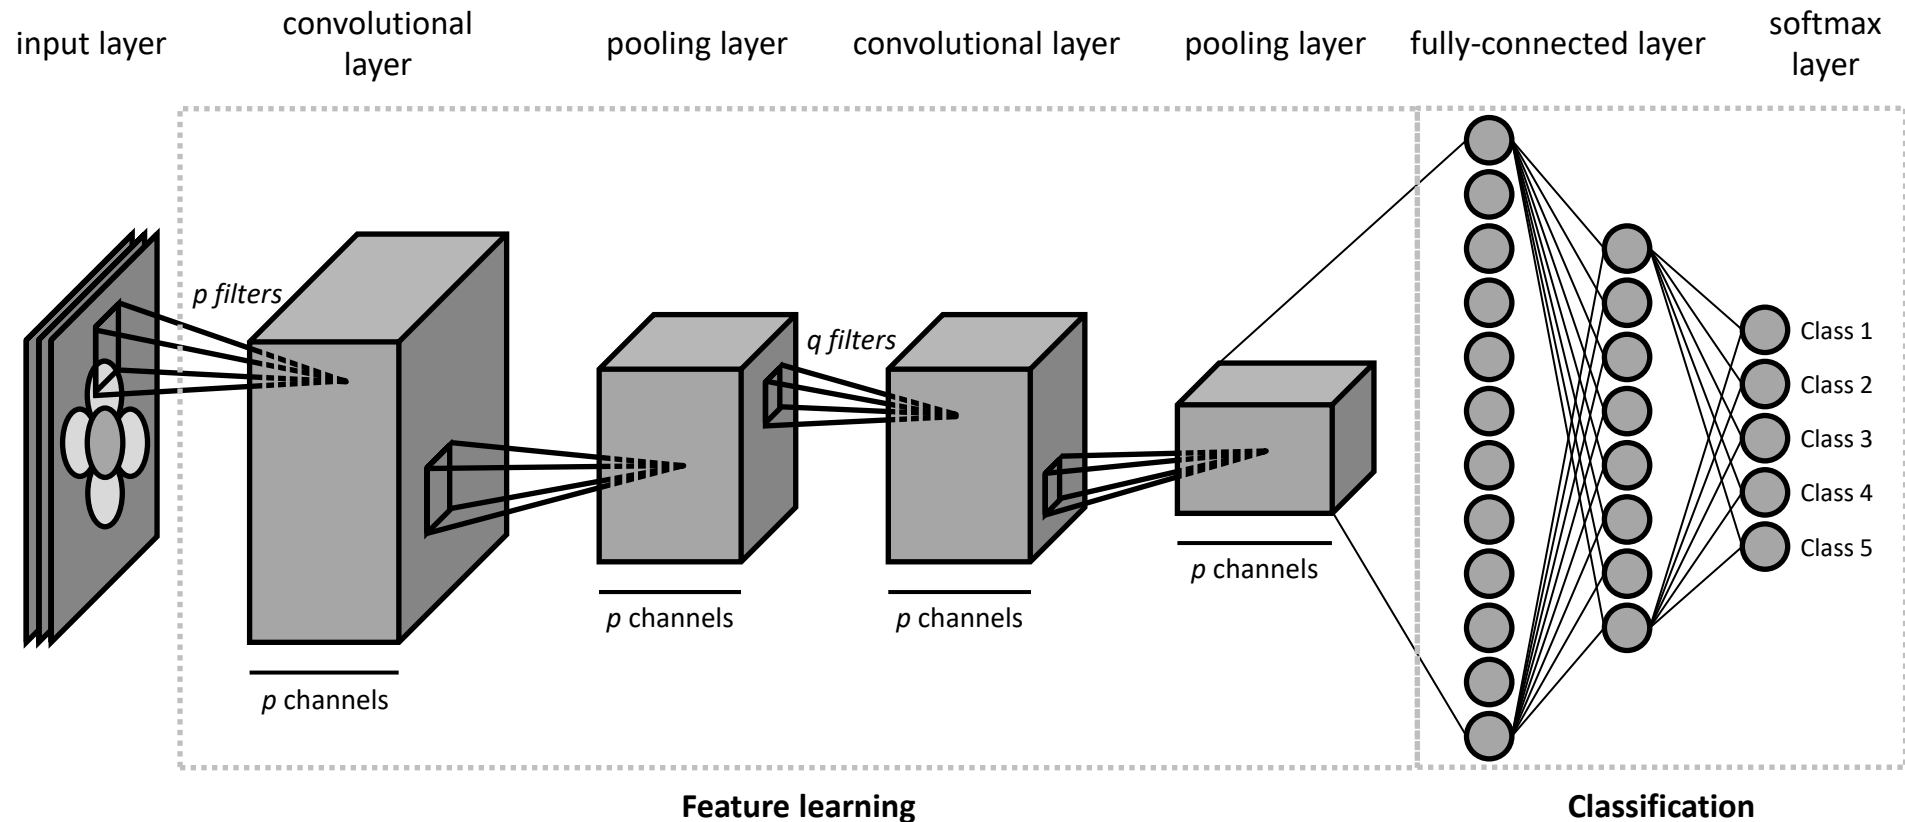 input layer
convolutional
layer
pooling layer
convolutional layer
pooling layer
fully-connected layer
softmax
layer
p filters
q filters
Class 1
Class 2
Class 3
Class 4
Class 5
p channels
p channels
p channels
p channels
Feature learning
Classification